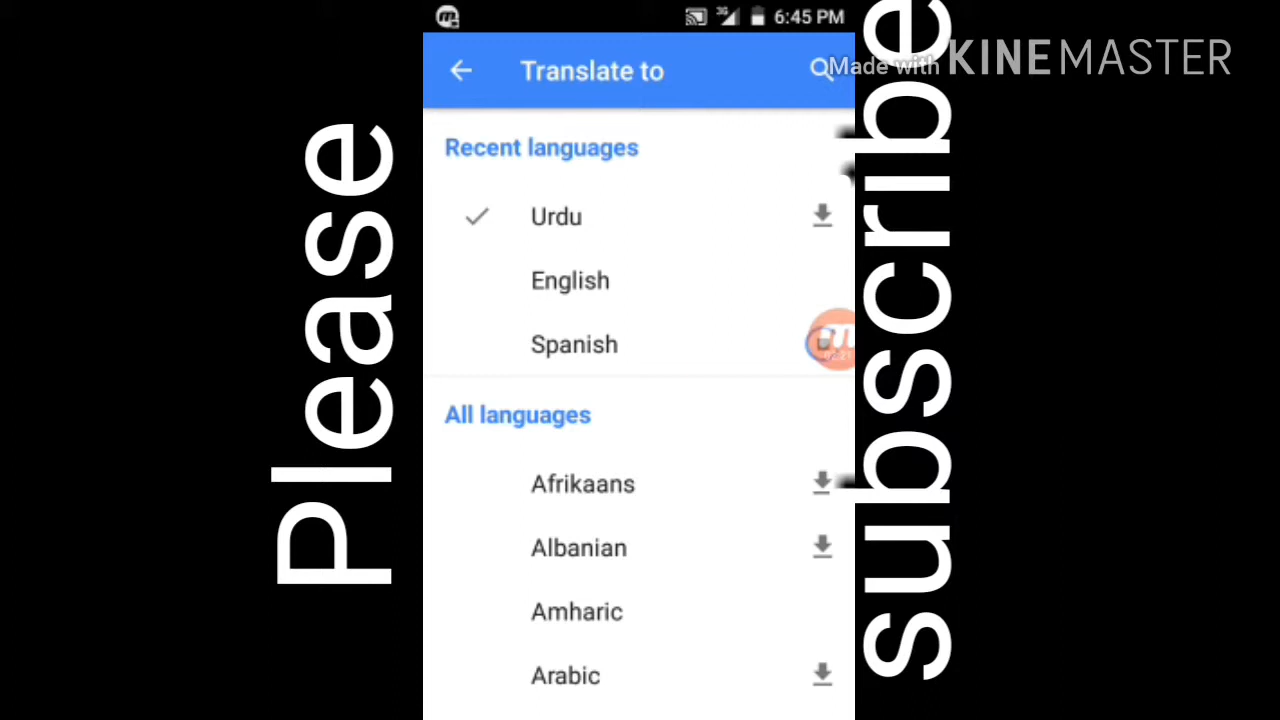 3G 6:45 PM
Translate to
Made with KINEMASTER
Recent languages
Urdu
English
Spanish
All languages
Afrikaans
Albanian
Amharic
Arabic
Please
subscribe